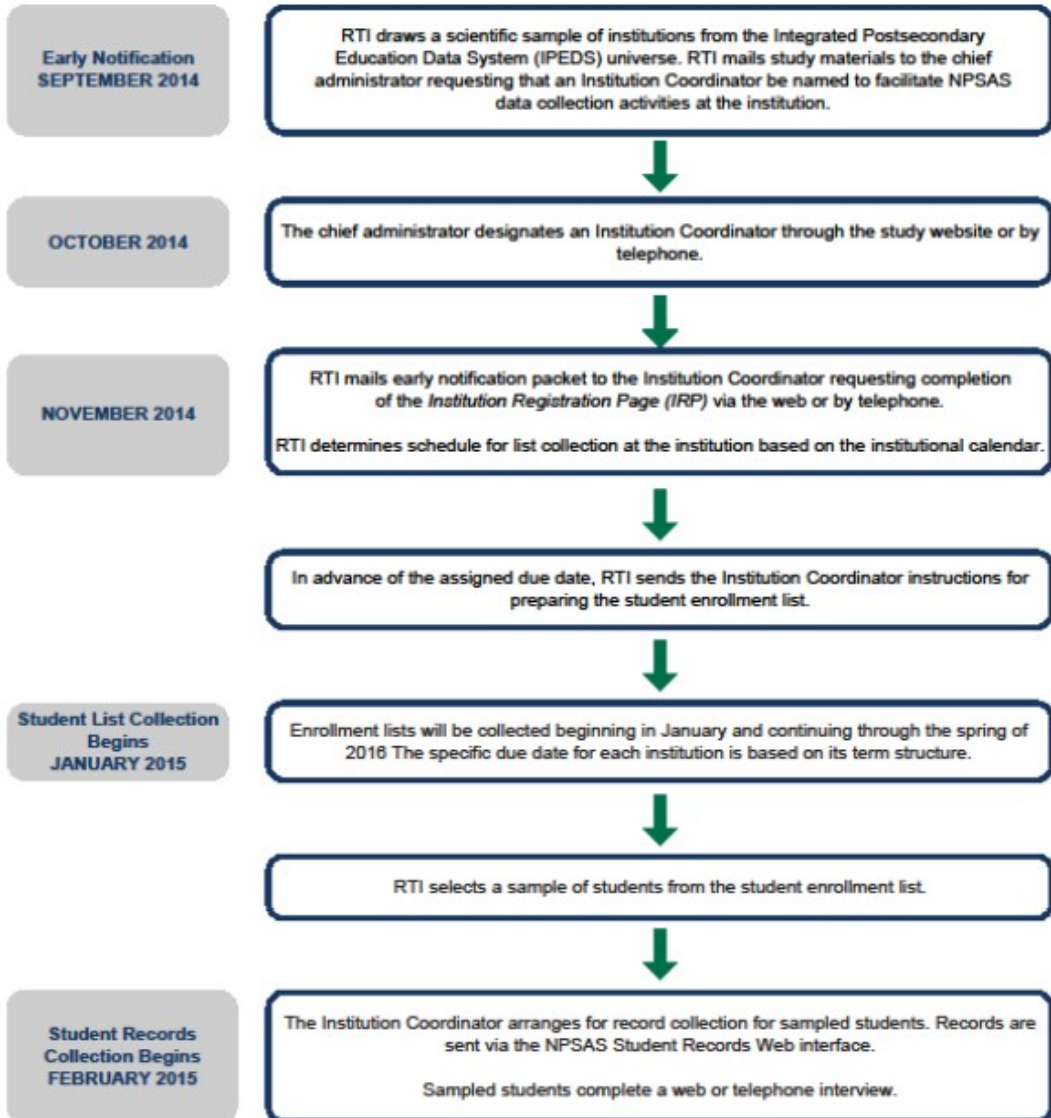 Early Notification
SEPTEMBER 2014
RTI draws a scientific sample of institutions from the Integrated Postsecondary
Education Data System (IPEDS) universe. RTI mails study materials to the chief
administrator requesting that an Institution Coordinator be named to facilitate NPSAS
data collection activities at the institution.
OCTOBER 2014
The chief administrator designates an Institution Coordinator through the study website or by
telephone.
NOVEMBER 2014
RTI mails early notification packet to the Institution Coordinator requesting completion
of the Institution Registration Page (IRP) via the web or by telephone.
RTI determines schedule for list collection at the institution based on the institutional calendar.
In advance of the assigned due date, RTI sends the Institution Coordinator instructions for
preparing the student enrollment list.
Student List Collection
Begins
JANUARY 2015
Enrollment lists will be collected beginning in January and continuing through the spring of
2016 The specific due date for each institution is based on its term structure.
RTI selects a sample of students from the student enrollment list.
Student Records
Collection Begins
FEBRUARY 2015
The Institution Coordinator arranges for record collection for sampled students. Records are
sent via the NPSAS Student Records Web interface.
Sampled students complete a web or telephone interview.